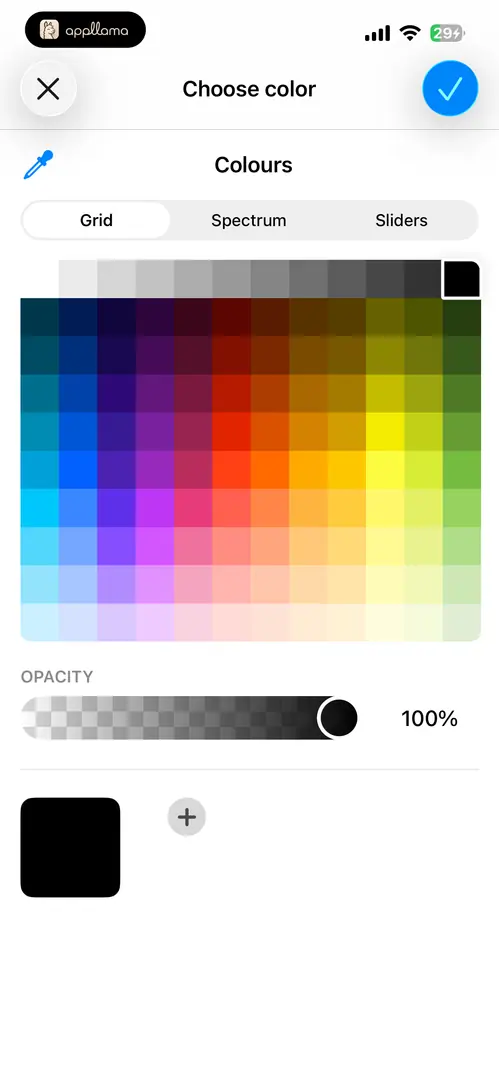 appllama
29
Choose color
Colours
Grid
Spectrum
Sliders
OPACITY
100%